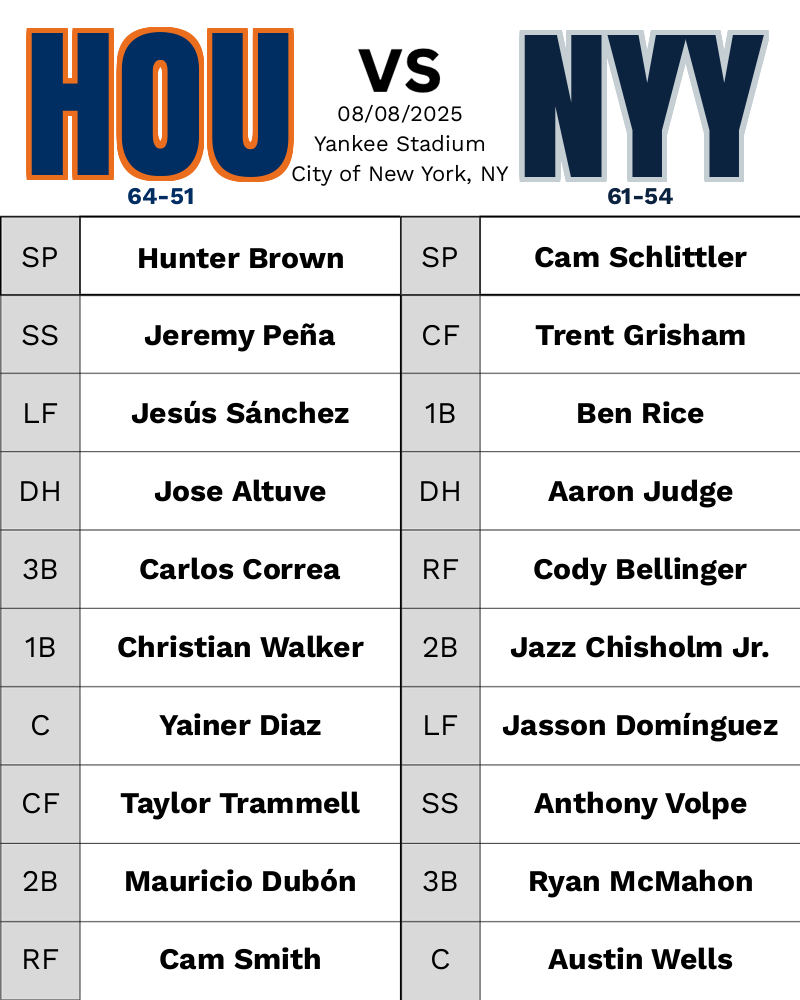 HOU
VS
NYY
08/08/2025
Yankee Stadium
City of New York, NY
64-51
61-54
SP Hunter Brown SP Cam Schlittler
SS Jeremy Peña CF Trent Grisham
LF Jesús Sánchez 1B Ben Rice
DH Jose Altuve DH Aaron Judge
3B Carlos Correa RF Cody Bellinger
1B Christian Walker 2B Jazz Chisholm Jr.
C Yainer Diaz LF Jasson Domínguez
CF Taylor Trammell SS Anthony Volpe
2B Mauricio Dubón 3B Ryan McMahon
RF Cam Smith C Austin Wells